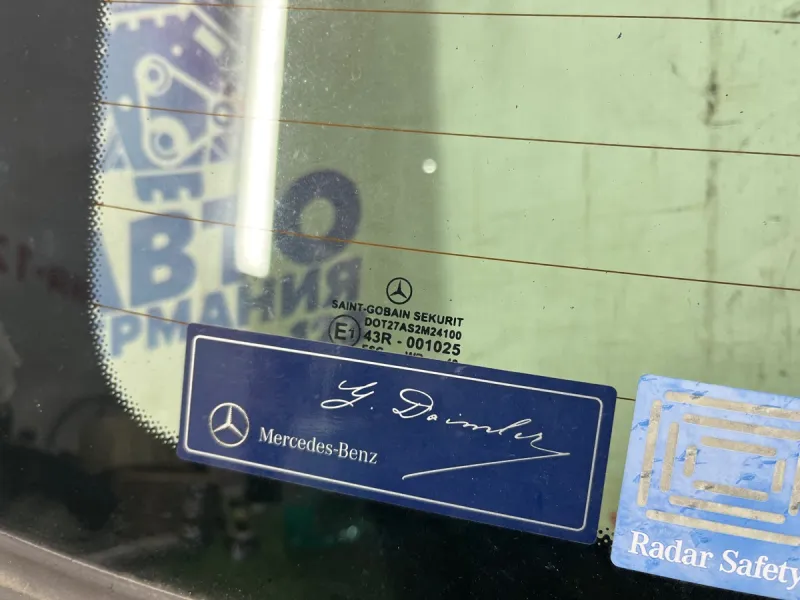 АВТО
РМАНИЯ
SAINT-GOBAIN SEKURIT
DOT27AS2M24100
E1 43R - 001025
G. Daimler
Mercedes-Benz
Radar Safety